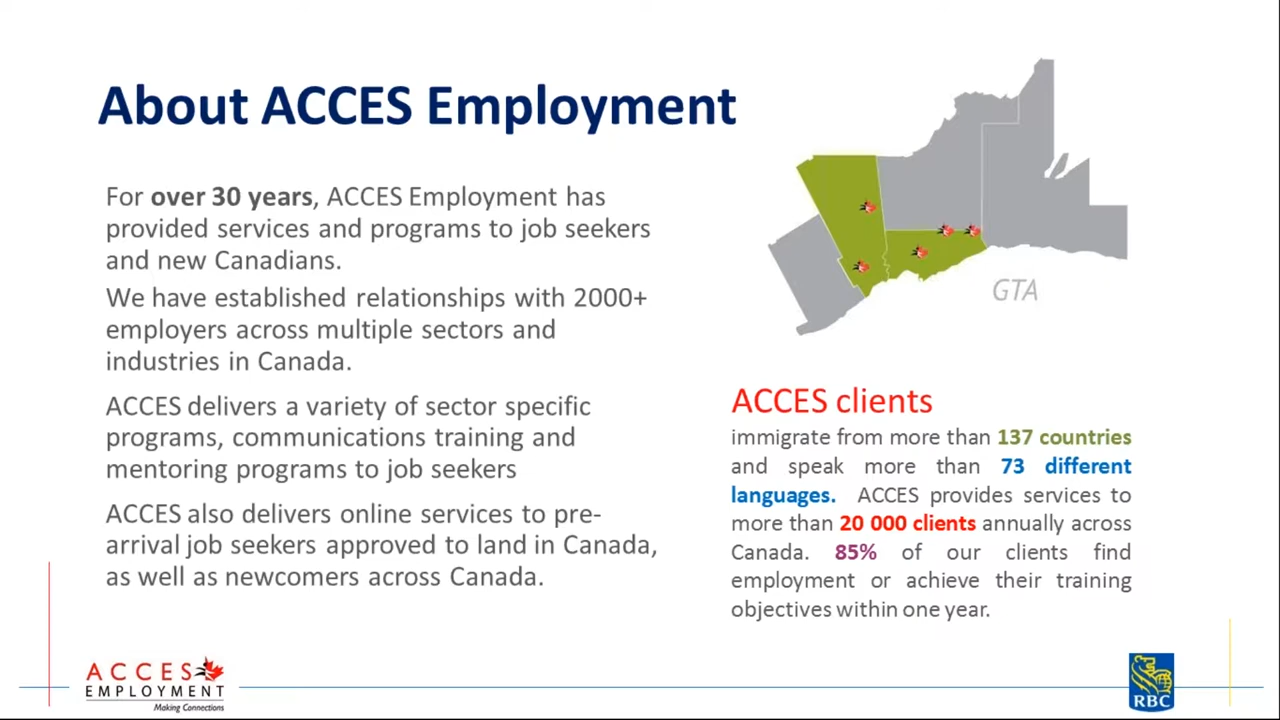 About ACCES Employment
For over 30 years, ACCES Employment has
provided services and programs to job seekers
and new Canadians.
We have established relationships with 2000+
employers across multiple sectors and
industries in Canada.
ACCES delivers a variety of sector specific
programs, communications training and
mentoring programs to job seekers
ACCES also delivers online services to pre-
arrival job seekers approved to land in Canada,
as well as newcomers across Canada.
GTA
ACCES clients
immigrate from more than 137 countries
and speak more than 73 different
languages. ACCES provides services to
more than 20 000 clients annually across
Canada. 85% of our clients find
employment or achieve their training
objectives within one year.
ACCES
EMPLOYMENT
Making Connections
RBC